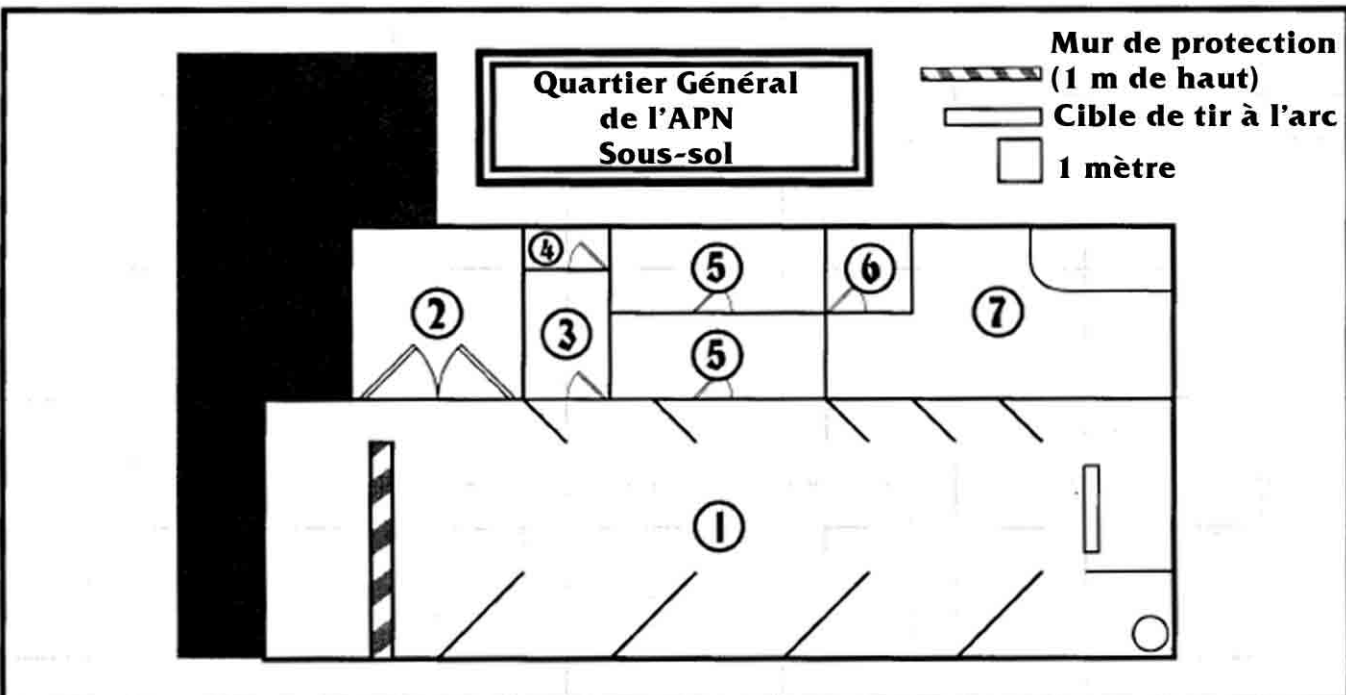 Quartier Général
de l'APN
Sous-sol
Mur de protection
(1 m de haut)
Cible de tir à l'arc
1 mètre
4
5
6
2
3
7
5
1